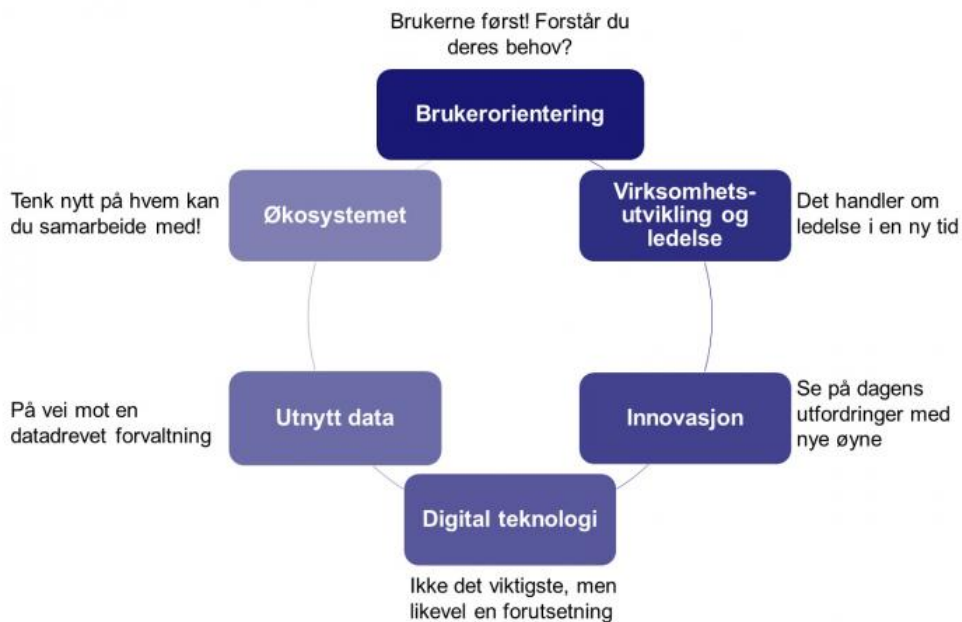 Brukerne først! Forstår du
deres behov?
Brukerorientering
Virksomhets-
utvikling og
ledelse
Det handler om
ledelse i en ny tid
Innovasjon
Se på dagens
utfordringer med
nye øyne
Digital teknologi
Ikke det viktigste, men
likevel en forutsetning
Utnytt data
På vei mot en
datadrevet forvaltning
Økosystemet
Tenk nytt på hvem kan
du samarbeide med!